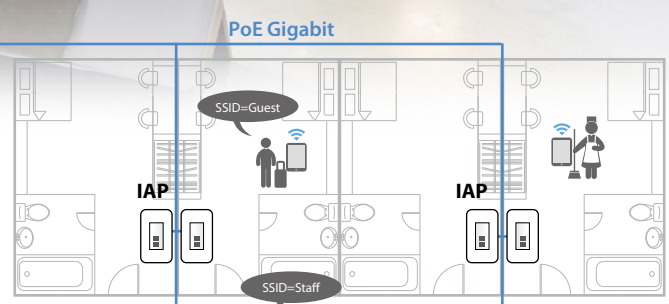 PoE Gigabit
SSID=Guest
IAP
IAP
SSID=Staff